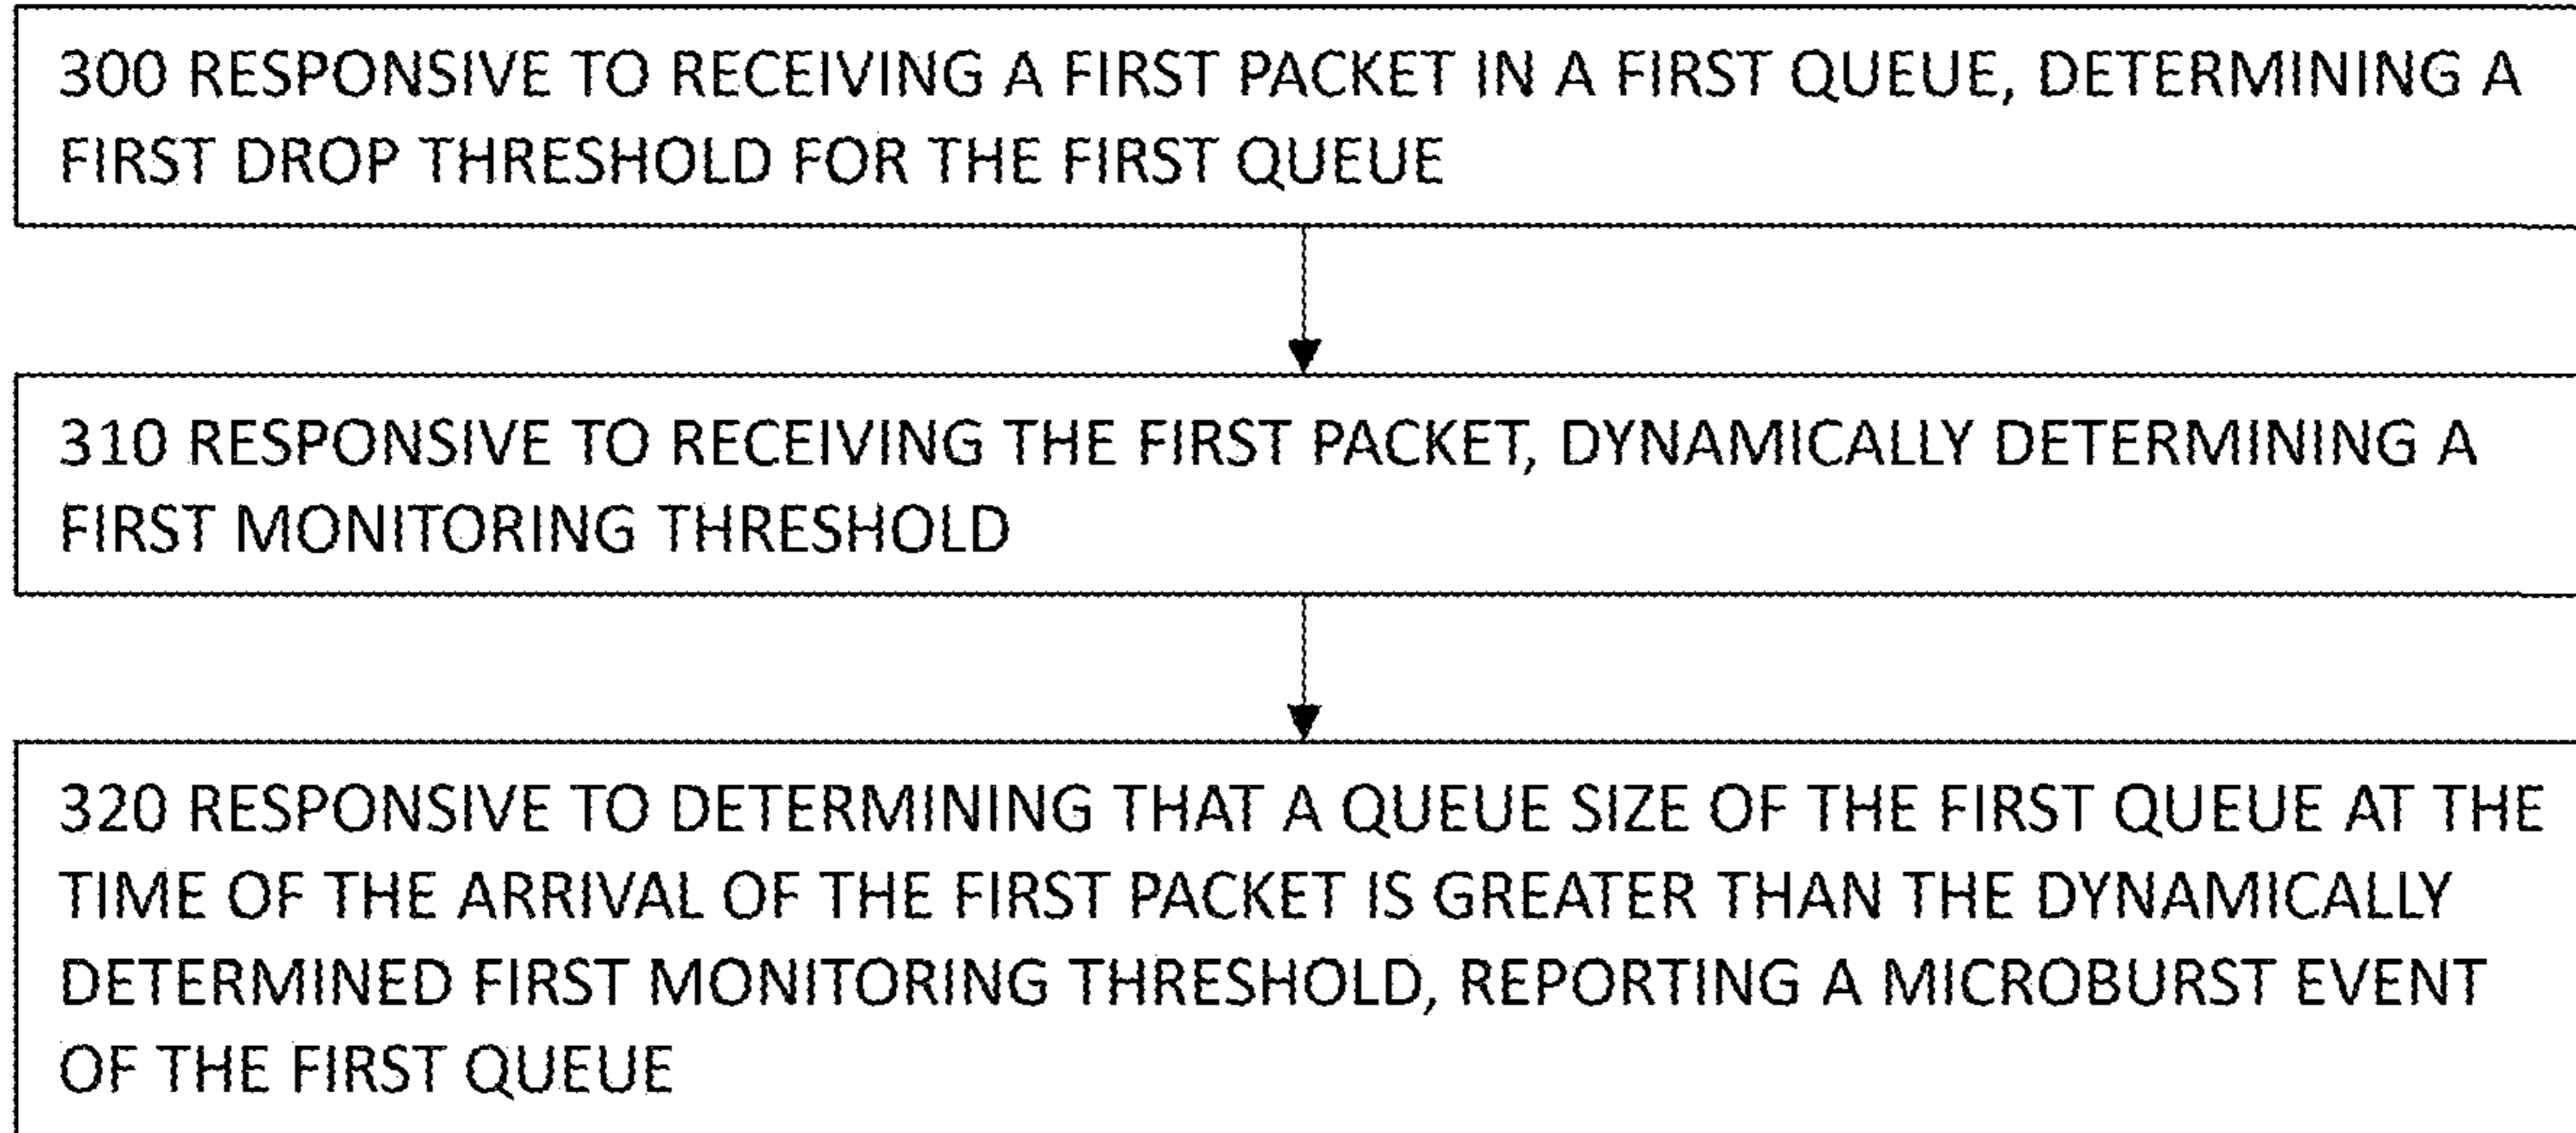 300 RESPONSIVE TO RECEIVING A FIRST PACKET IN A FIRST QUEUE, DETERMINING A
FIRST DROP THRESHOLD FOR THE FIRST QUEUE
310 RESPONSIVE TO RECEIVING THE FIRST PACKET, DYNAMICALLY DETERMINING A
FIRST MONITORING THRESHOLD
320 RESPONSIVE TO DETERMINING THAT A QUEUE SIZE OF THE FIRST QUEUE AT THE
TIME OF THE ARRIVAL OF THE FIRST PACKET IS GREATER THAN THE DYNAMICALLY
DETERMINED FIRST MONITORING THRESHOLD, REPORTING A MICROBURST EVENT
OF THE FIRST QUEUE